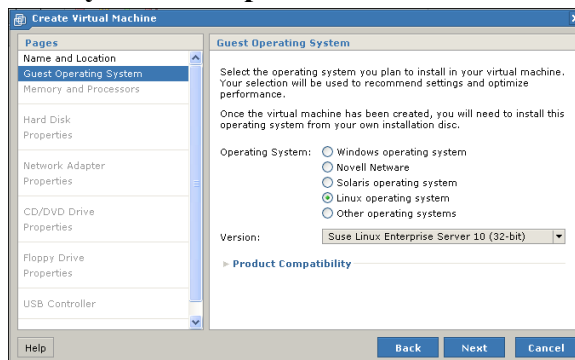 Create Virtual Machine
Pages
Name and Location
Guest Operating System
Memory and Processors
Hard Disk
Properties
Network Adapter
Properties
CD/DVD Drive
Properties
Floppy Drive
Properties
USB Controller
Guest Operating System
Select the operating system you plan to install in your virtual machine.
Your selection will be used to recommend settings and optimize
performance.
Once the virtual machine has been created, you will need to install this
operating system from your own installation disc.
Operating System:
Windows operating system
Novell Netware
Solaris operating system
Linux operating system
Other operating systems
Version: Suse Linux Enterprise Server 10 (32-bit)
Product Compatibility
Help Back Next Cancel